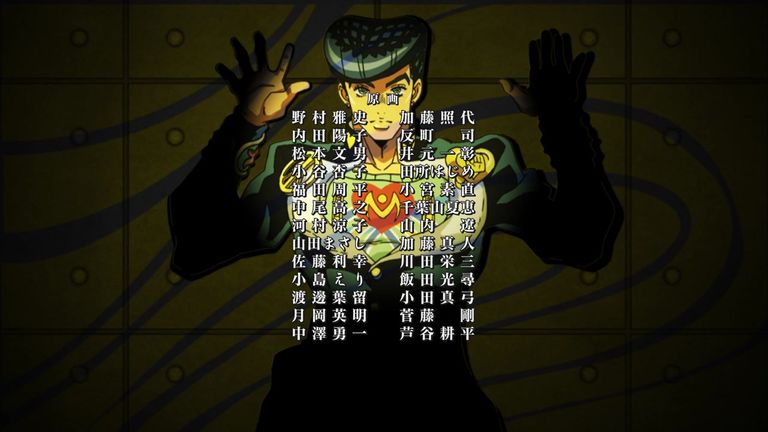 原画
野村雅史 加藤照代
内田陽子 反町司
松本文男 井元一彰
小谷杏子 田所はじめ
福田周平 小宮素直
中尾高之 千葉山夏恵
河村涼子 山内遼
山田まさし 加藤真人
佐藤利幸 川田栄三
小島えり 飯田光尋
渡邊葉留 小田真弓
月岡英明 菅藤剛
中澤勇一 芦谷耕平